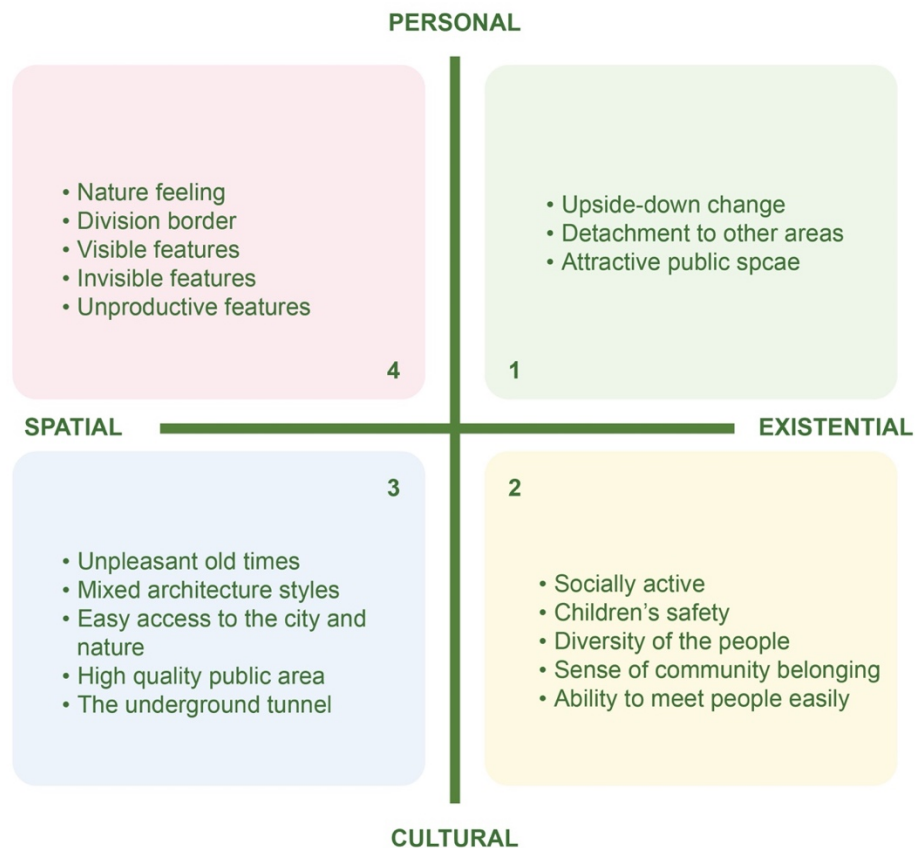 PERSONAL
• Nature feeling
• Division border
• Visible features
• Invisible features
• Unproductive features
4
• Upside-down change
• Detachment to other areas
• Attractive public spcae
1
SPATIAL
EXISTENTIAL
3
• Unpleasant old times
• Mixed architecture styles
• Easy access to the city and
nature
• High quality public area
• The underground tunnel
2
• Socially active
• Children’s safety
• Diversity of the people
• Sense of community belonging
• Ability to meet people easily
CULTURAL